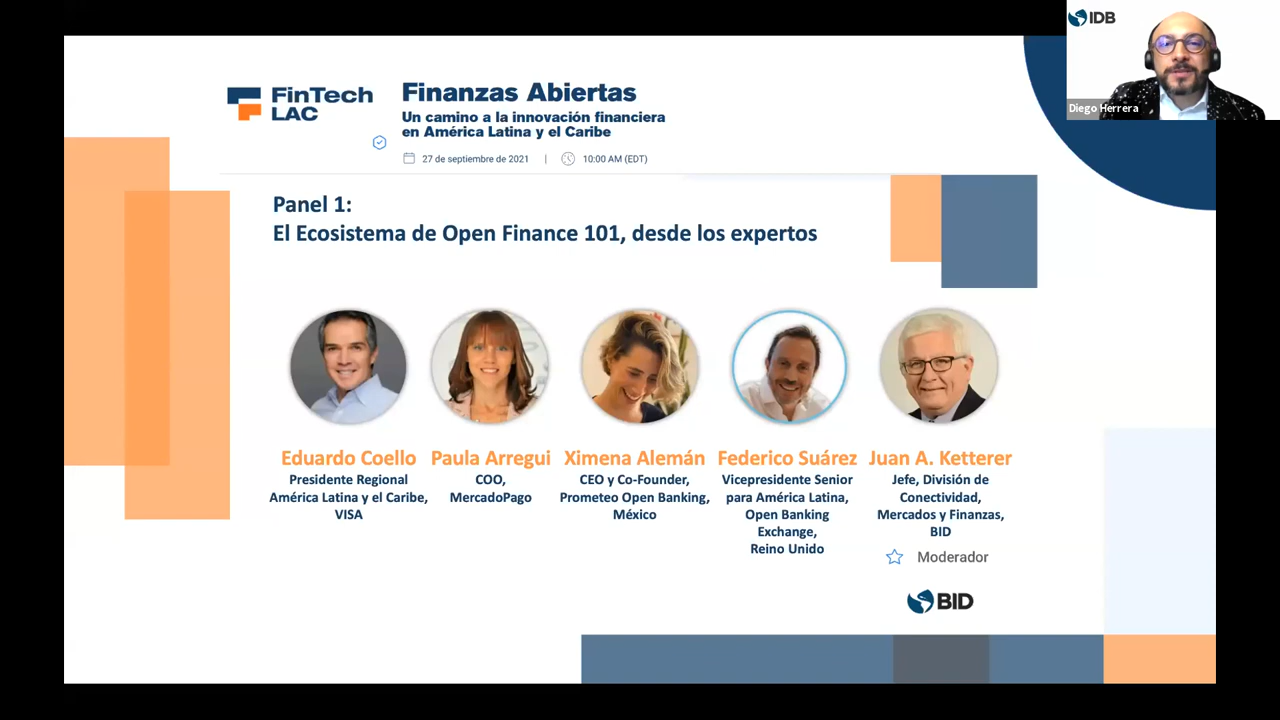 IDB
Diego Herrera
FinTech
LAC
Finanzas Abiertas
Un camino a la innovación financiera
en América Latina y el Caribe
27 de septiembre de 2021 | 10:00 AM (EDT)
Panel 1:
El Ecosistema de Open Finance 101, desde los expertos
Eduardo Coello
Presidente Regional
América Latina y el Caribe,
VISA
Paula Arregui
COO,
MercadoPago
Ximena Alemán
CEO y Co-Founder,
Prometeo Open Banking,
México
Federico Suárez
Vicepresidente Senior
para América Latina,
Open Banking
Exchange,
Reino Unido
Juan A. Ketterer
Jefe, División de
Conectividad,
Mercados y Finanzas,
BID
Moderador
BID